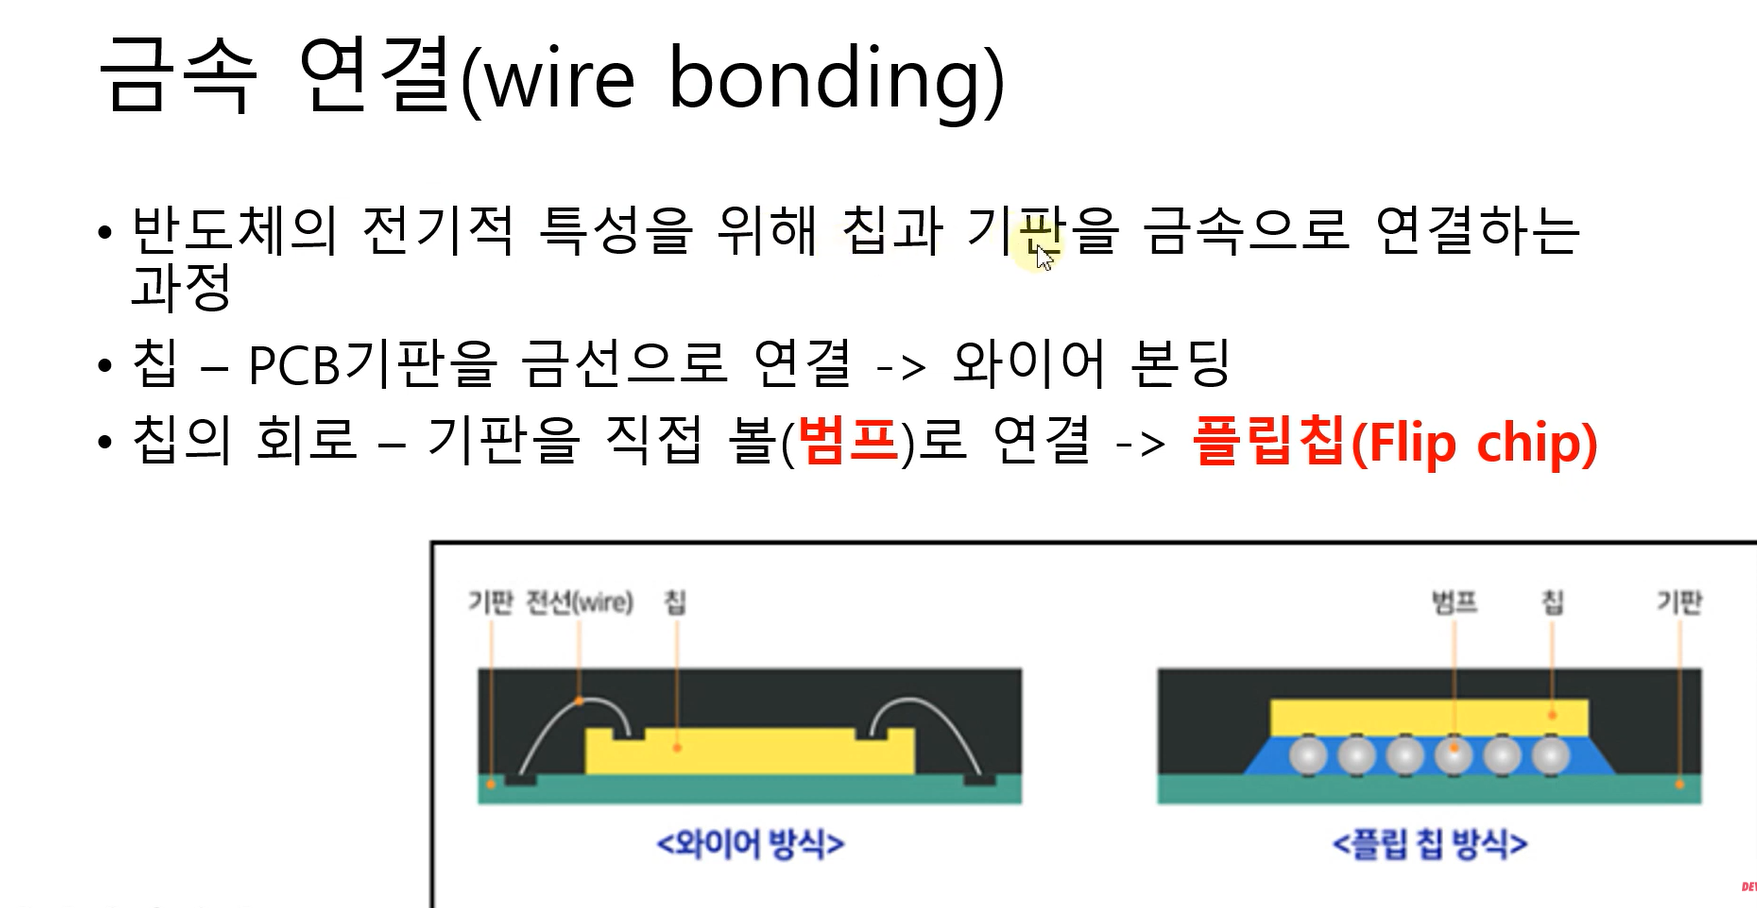 금속 연결(wire bonding)
• 반도체의 전기적 특성을 위해 칩과 기판을 금속으로 연결하는
과정
• 칩 – PCB기판을 금선으로 연결 -> 와이어 본딩
• 칩의 회로 – 기판을 직접 볼(범프)로 연결 -> 플립칩(Flip chip)
기판 전선(wire) 칩
범프 칩 기판
<와이어 방식>
<플립 칩 방식>